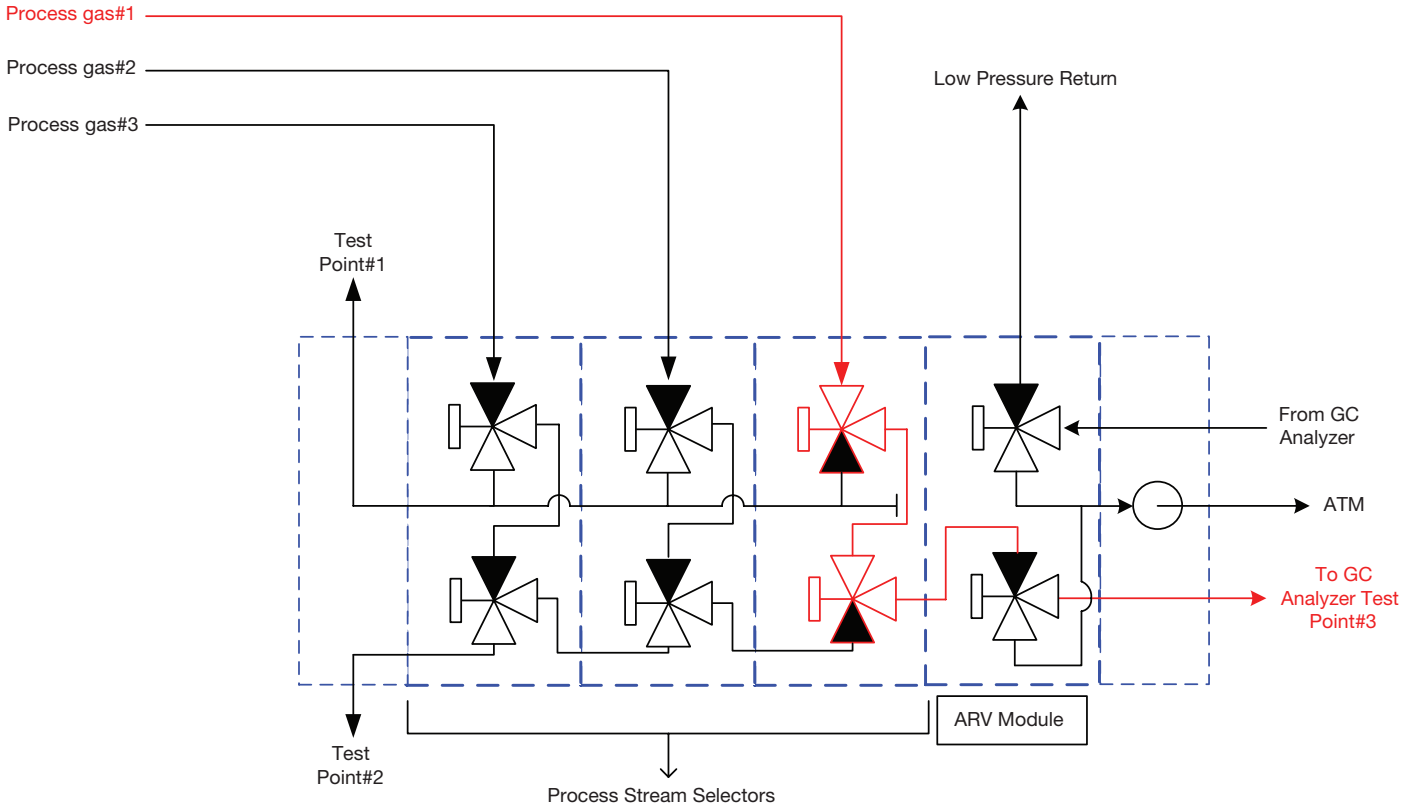 Process gas#1
Process gas#2
Process gas#3
Low Pressure Return
Test
Point#1
From GC
Analyzer
ATM
To GC
Analyzer Test
Point#3
ARV Module
Test
Point#2
Process Stream Selectors